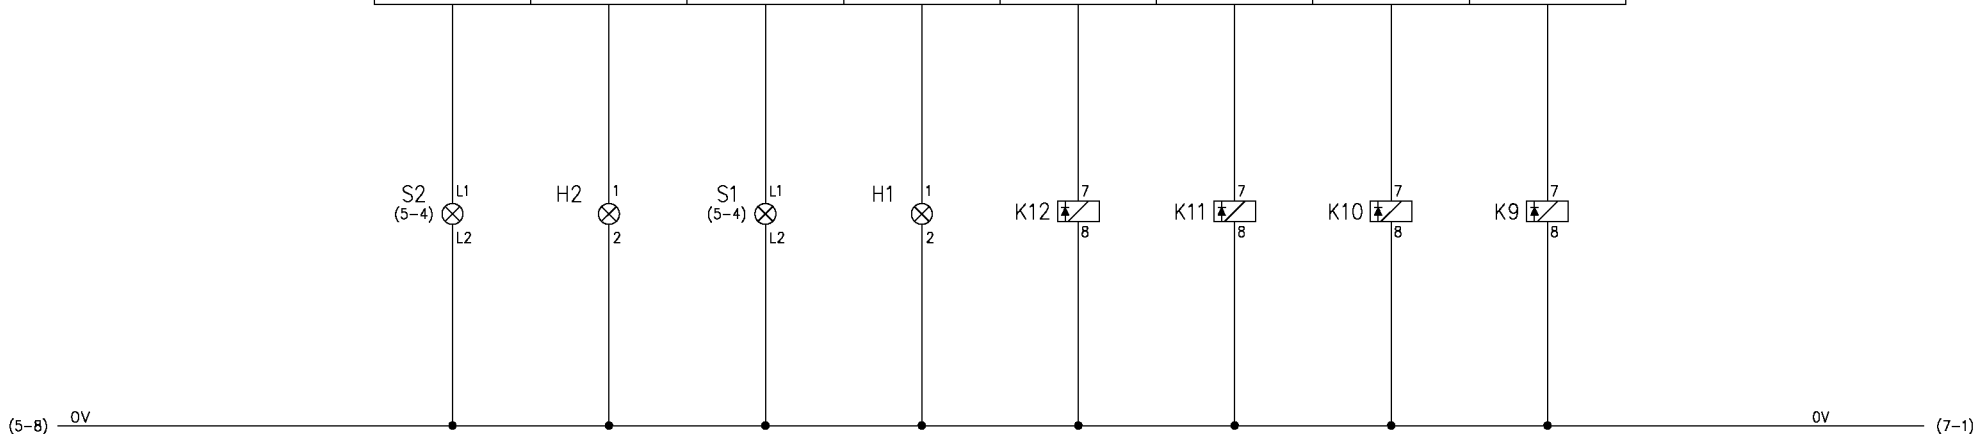 S2 L1 H2 1 S1 L1 H1 1 7 7 7 7
(5-4) (5-4) K12 K11 K10 K9
L2 2 L2 2 8 8 8 8
(5-8) 0V 0V (7-1)